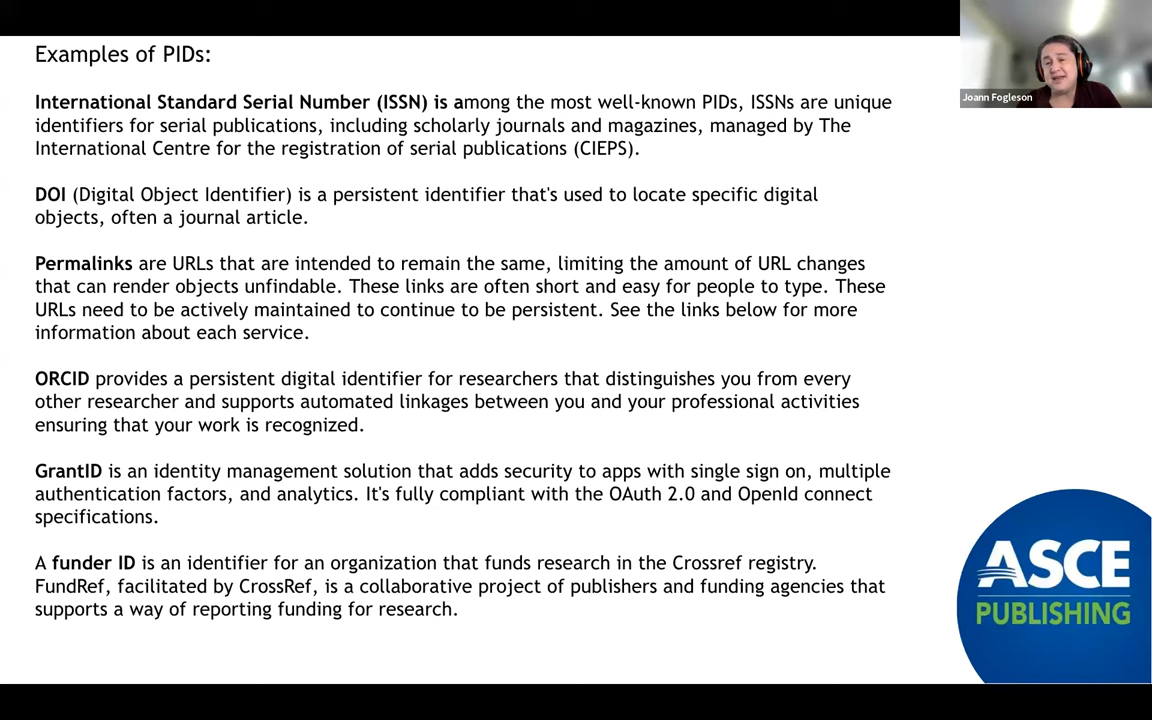 Examples of PIDs:
International Standard Serial Number (ISSN) is among the most well-known PIDs, ISSNs are unique
identifiers for serial publications, including scholarly journals and magazines, managed by The
International Centre for the registration of serial publications (CIEPS).
DOI (Digital Object Identifier) is a persistent identifier that's used to locate specific digital
objects, often a journal article.
Permalinks are URLs that are intended to remain the same, limiting the amount of URL changes
that can render objects unfindable. These links are often short and easy for people to type. These
URLs need to be actively maintained to continue to be persistent. See the links below for more
information about each service.
ORCID provides a persistent digital identifier for researchers that distinguishes you from every
other researcher and supports automated linkages between you and your professional activities
ensuring that your work is recognized.
GrantID is an identity management solution that adds security to apps with single sign on, multiple
authentication factors, and analytics. It's fully compliant with the OAuth 2.0 and OpenId connect
specifications.
A funder ID is an identifier for an organization that funds research in the Crossref registry.
FundRef, facilitated by CrossRef, is a collaborative project of publishers and funding agencies that
supports a way of reporting funding for research.
Joann Fogleson
ASCE
PUBLISHING